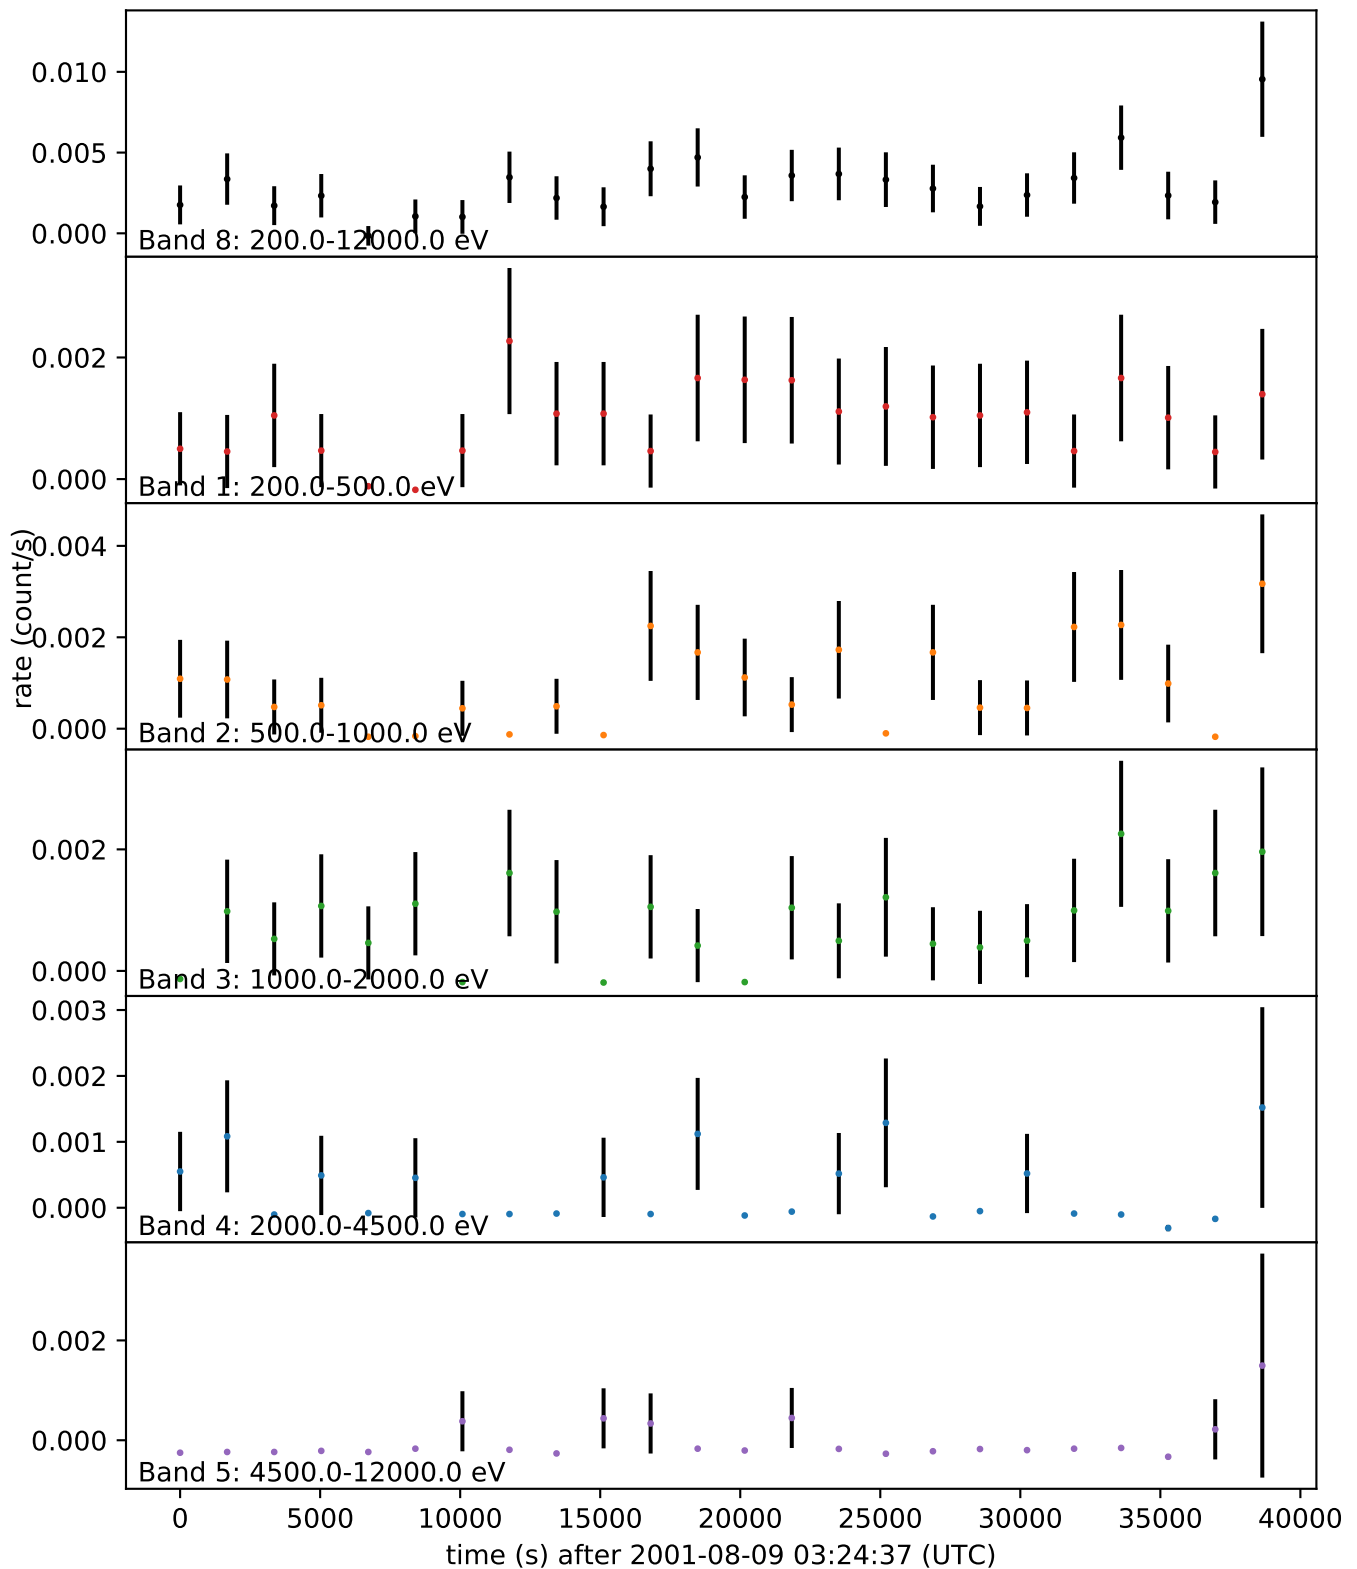 0.010
0.005
0.000
Band 8: 200.0-12000.0 eV
0.002
0.000
Band 1: 200.0-500.0 eV
rate (count/s)
0.004
0.002
0.000
Band 2: 500.0-1000.0 eV
0.002
0.000
Band 3: 1000.0-2000.0 eV
0.003
0.002
0.001
0.000
Band 4: 2000.0-4500.0 eV
0.002
0.000
Band 5: 4500.0-12000.0 eV
0 5000 10000 15000 20000 25000 30000 35000 40000
time (s) after 2001-08-09 03:24:37 (UTC)